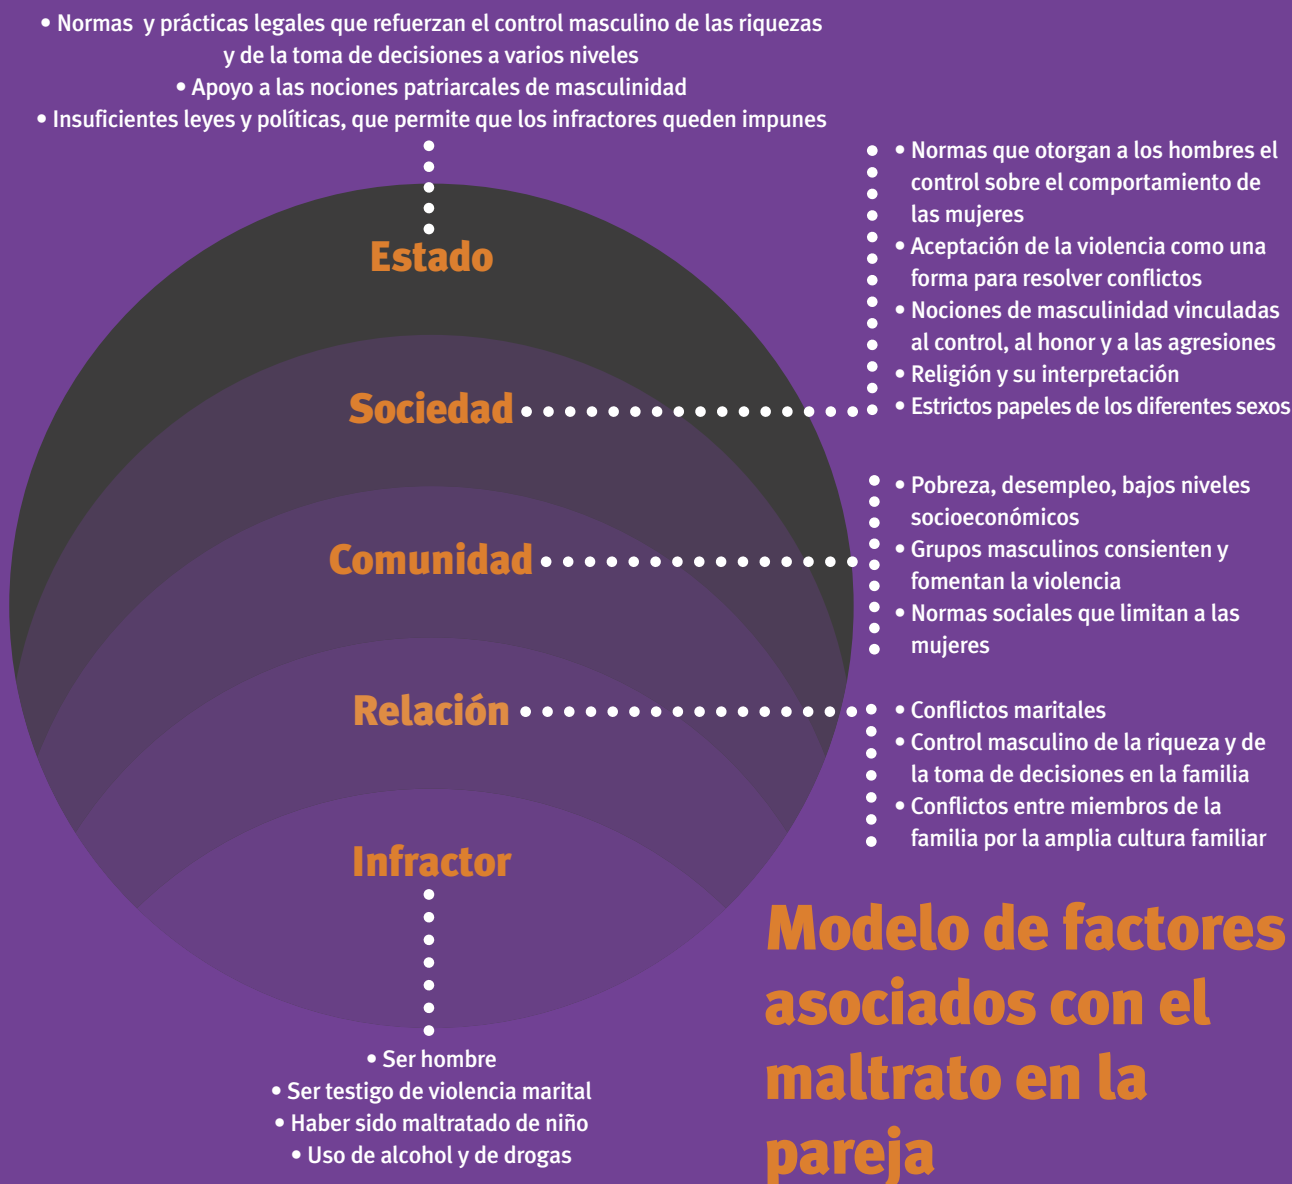 • Normas y prácticas legales que refuerzan el control masculino de las riquezas
y de la toma de decisiones a varios niveles
• Apoyo a las nociones patriarcales de masculinidad
• Insuficientes leyes y políticas, que permite que los infractores queden impunes
Estado
• Normas que otorgan a los hombres el
control sobre el comportamiento de
las mujeres
• Aceptación de la violencia como una
forma para resolver conflictos
• Nociones de masculinidad vinculadas
al control, al honor y a las agresiones
• Religión y su interpretación
• Estrictos papeles de los diferentes sexos
Sociedad
• Pobreza, desempleo, bajos niveles
socioeconómicos
• Grupos masculinos consienten y
fomentan la violencia
• Normas sociales que limitan a las
mujeres
Comunidad
Relación
• Conflictos maritales
• Control masculino de la riqueza y de
la toma de decisiones en la familia
• Conflictos entre miembros de la
familia por la amplia cultura familiar
Infractor
• Ser hombre
• Ser testigo de violencia marital
• Haber sido maltratado de niño
• Uso de alcohol y de drogas
Modelo de factores
asociados con el
maltrato en la
pareja